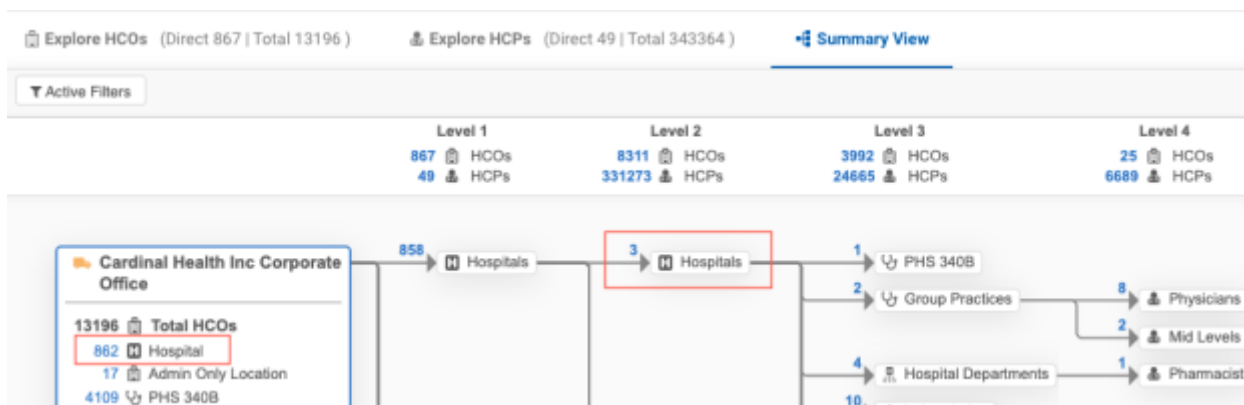 Explore HCOs (Direct 867 | Total 13196 )
Explore HCPs (Direct 49 | Total 343364 )
Summary View
Active Filters
Level 1
867 HCOs
49 HCPs
Level 2
8311 HCOs
331273 HCPs
Level 3
3992 HCOs
24665 HCPs
Level 4
25 HCOs
6689 HCPs
Cardinal Health Inc Corporate
Office
13196 Total HCOs
862 H Hospital
17 Admin Only Location
4109 PHS 340B
858 H Hospitals
3 H Hospitals
1 PHS 340B
2 Group Practices
8 Physicians
2 Mid Levels
4 Hospital Departments
1 Pharmacist
10